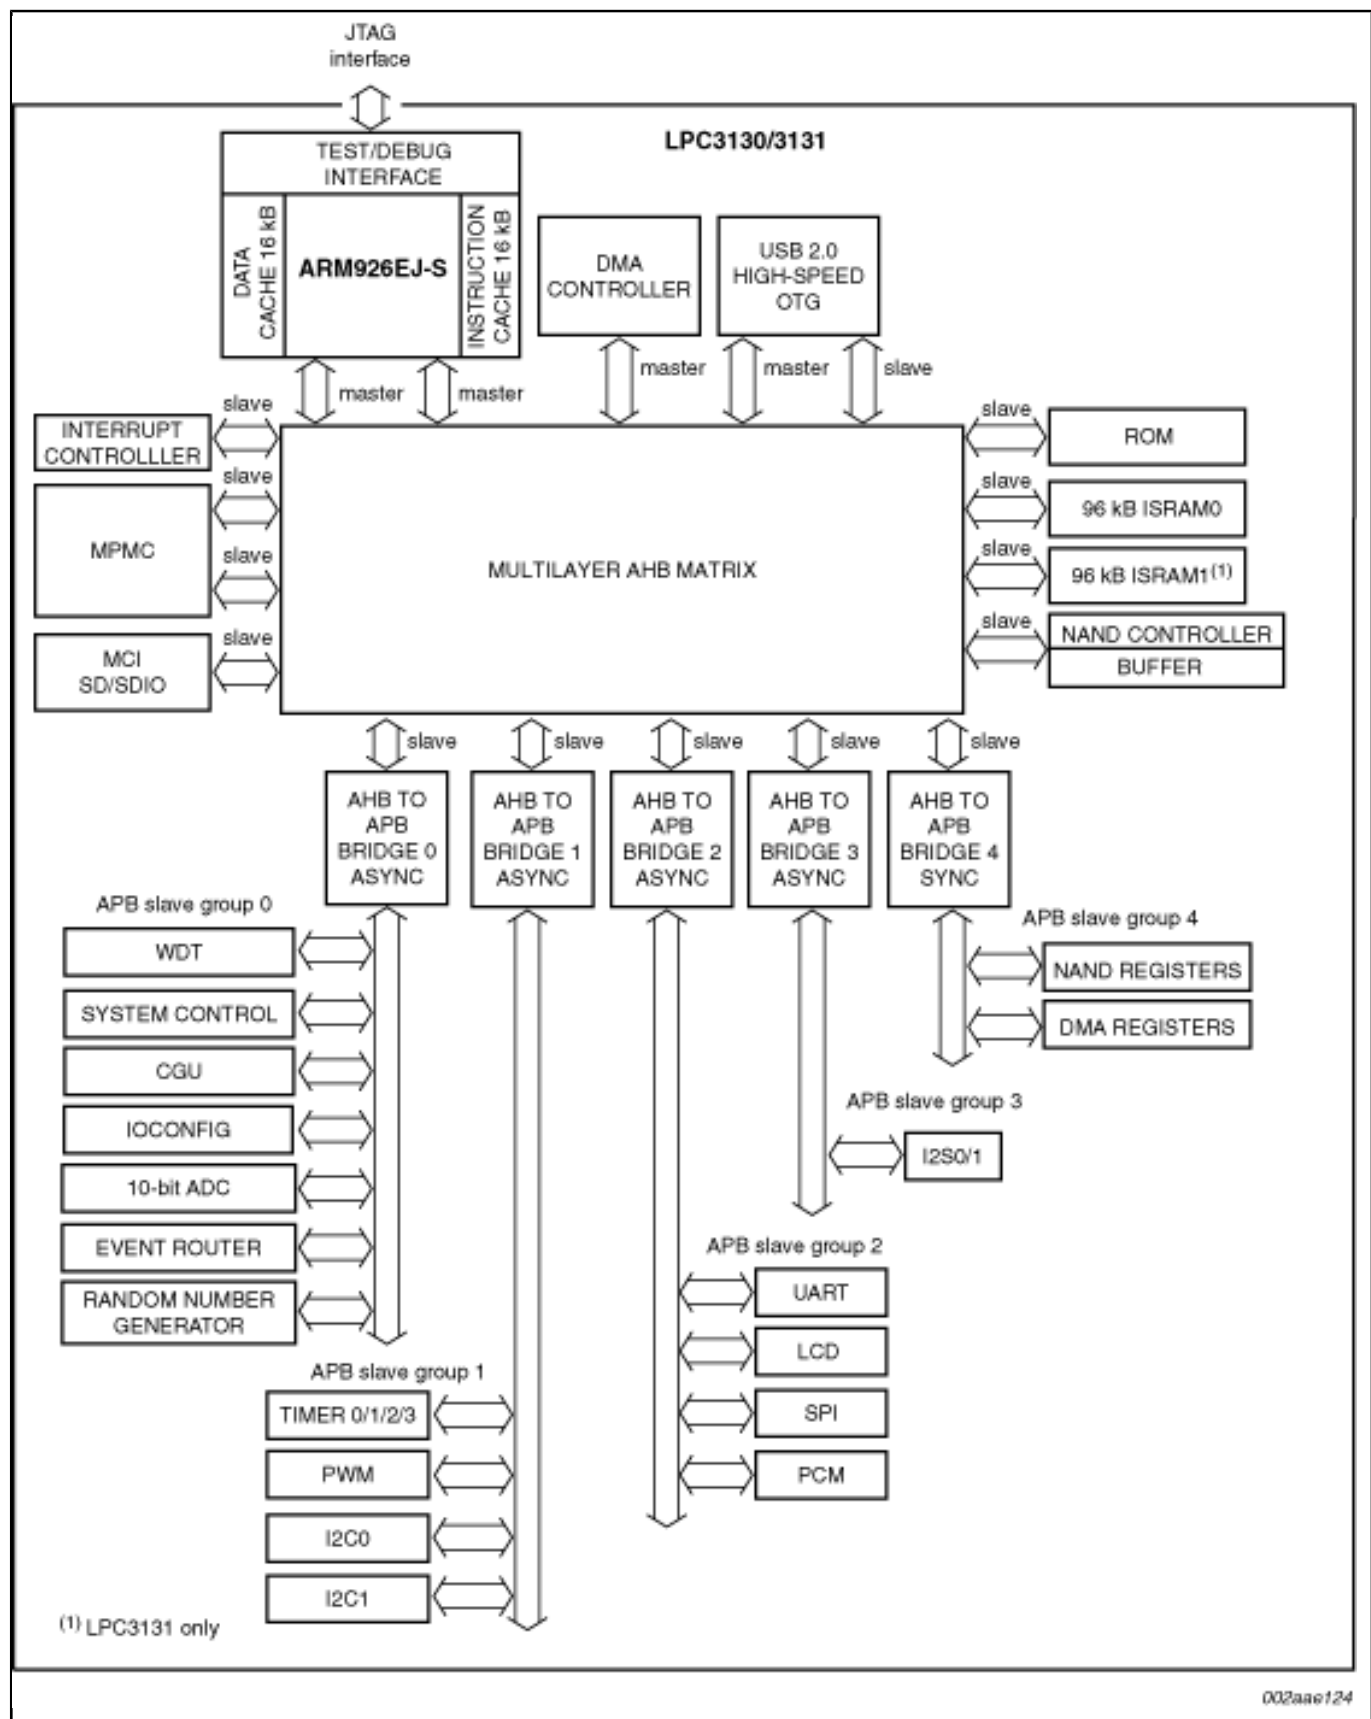 JTAG
interface
LPC3130/3131
TEST/DEBUG
INTERFACE
DATA
CACHE 16 kB
ARM926EJ-S
INSTRUCTION
CACHE 16 kB
DMA
CONTROLLER
USB 2.0
HIGH-SPEED
OTG
master
master
master
master
slave
slave
INTERRUPT
CONTROLLLER
slave
MPMC
slave
slave
MCI
SD/SDIO
MULTILAYER AHB MATRIX
slave
ROM
slave
96 kB ISRAM0
slave
96 kB ISRAM1(1)
slave
NAND CONTROLLER
BUFFER
slave
slave
slave
slave
slave
AHB TO
APB
BRIDGE 0
ASYNC
AHB TO
APB
BRIDGE 1
ASYNC
AHB TO
APB
BRIDGE 2
ASYNC
AHB TO
APB
BRIDGE 3
ASYNC
AHB TO
APB
BRIDGE 4
SYNC
APB slave group 0
WDT
SYSTEM CONTROL
CGU
IOCONFIG
10-bit ADC
EVENT ROUTER
RANDOM NUMBER
GENERATOR
APB slave group 4
NAND REGISTERS
DMA REGISTERS
APB slave group 3
I2S0/1
APB slave group 2
UART
LCD
SPI
PCM
APB slave group 1
TIMER 0/1/2/3
PWM
I2C0
I2C1
(1) LPC3131 only
002aae124